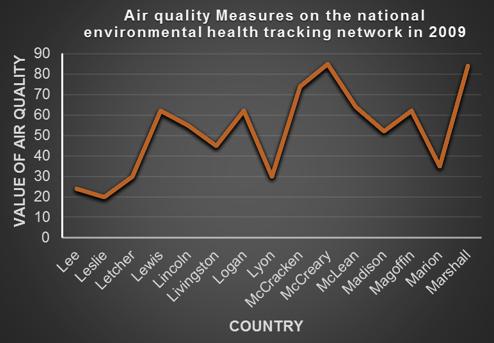 Air quality Measures on the national
environmental health tracking network in 2009
VALUE OF AIR QUALITY
90
80
70
60
50
40
30
20
10
0
Lee
Leslie
Letcher
Lewis
Lincoln
Livingston
Logan
Lyon
McCracken
McCreary
McLean
Madison
Magoffin
Marion
Marshall
COUNTRY